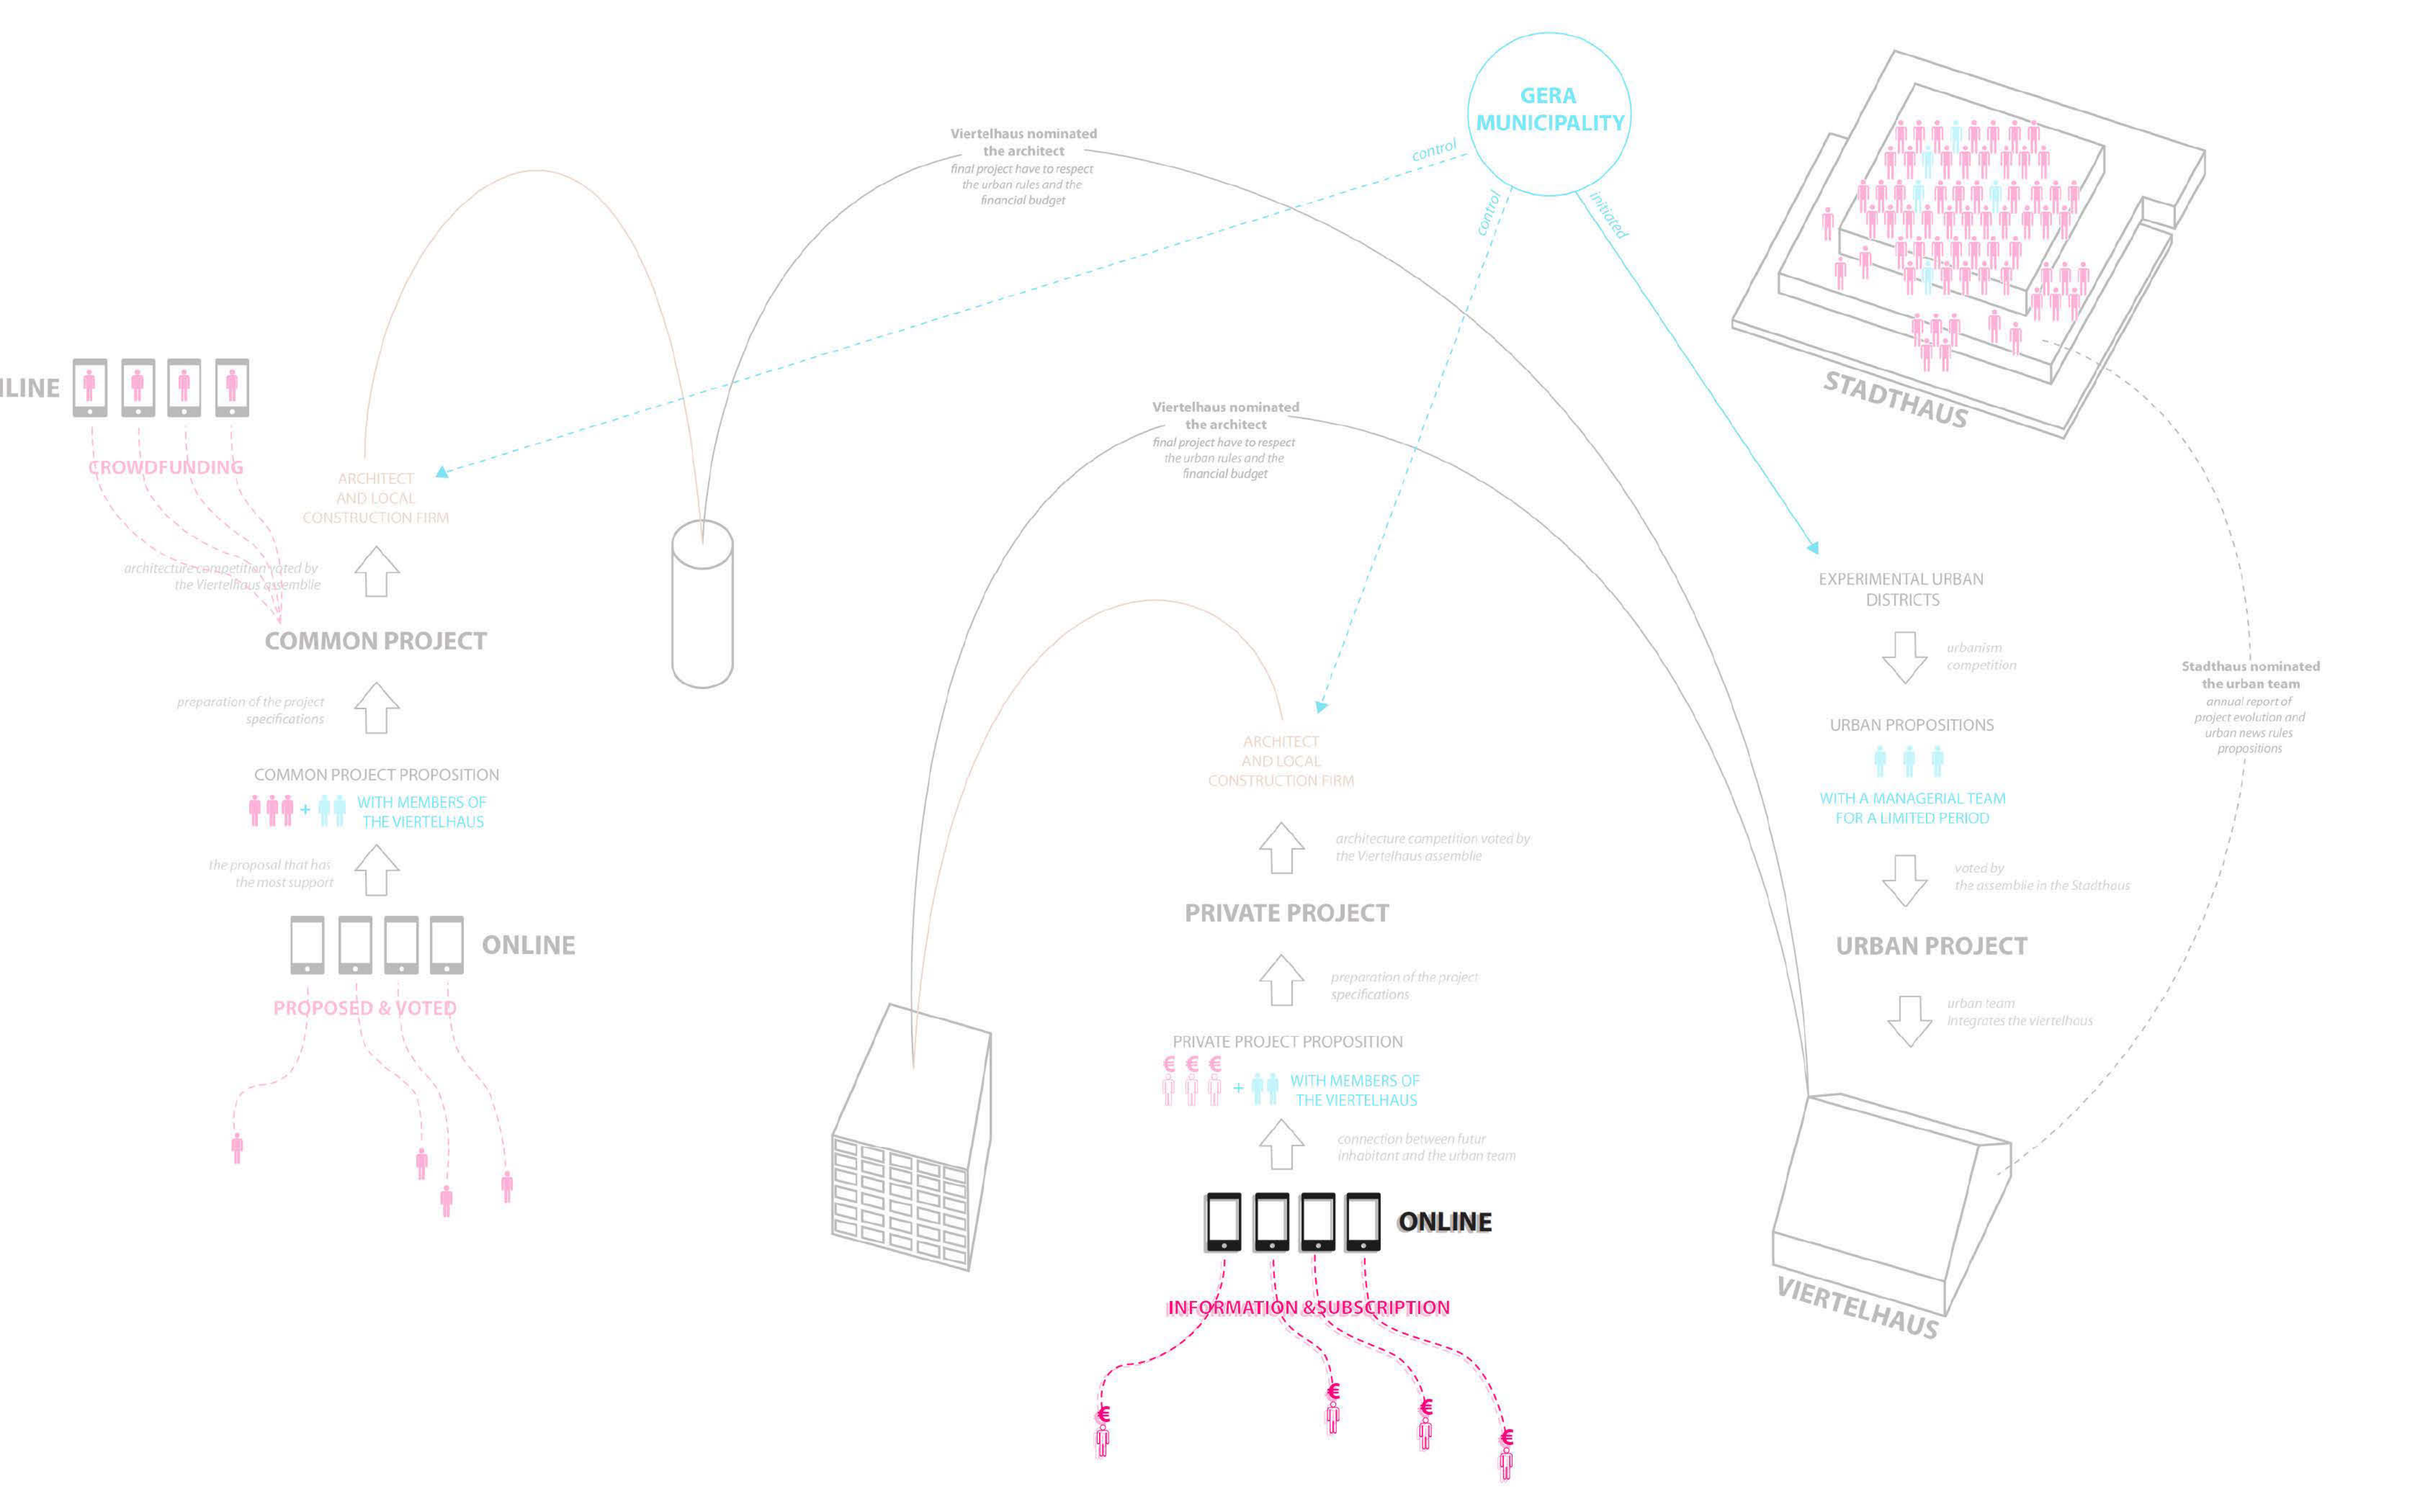 GERA
MUNICIPALITY
control
control
initiated
Viertelhaus nominated
the architect
final project have to respect
the urban rules and the
financial budget
STADTHAUS
ILINE
CROWDFUNDING
ARCHITECT
AND LOCAL
CONSTRUCTION FIRM
architecture competition voted by
the Viertelhaus assemblie
COMMON PROJECT
preparation of the project
specifications
COMMON PROJECT PROPOSITION
+
WITH MEMBERS OF
THE VIERTELHAUS
the proposal that has
the most support
ONLINE
PROPOSED & VOTED
Viertelhaus nominated
the architect
final project have to respect
the urban rules and the
financial budget
ARCHITECT
AND LOCAL
CONSTRUCTION FIRM
architecture competition voted by
the Viertelhaus assemblie
PRIVATE PROJECT
preparation of the project
specifications
PRIVATE PROJECT PROPOSITION
€ € €
+
WITH MEMBERS OF
THE VIERTELHAUS
connection between futur
inhabitant and the urban team
ONLINE
INFORMATION &SUBSCRIPTION
€
€
€
€
EXPERIMENTAL URBAN
DISTRICTS
urbanism
competition
URBAN PROPOSITIONS
WITH A MANAGERIAL TEAM
FOR A LIMITED PERIOD
voted by
the assemblie in the Stadthaus
URBAN PROJECT
urban team
integrates the viertelhaus
VIERTELHAUS
Stadthaus nominated
the urban team
annual report of
project evolution and
urban news rules
propositions